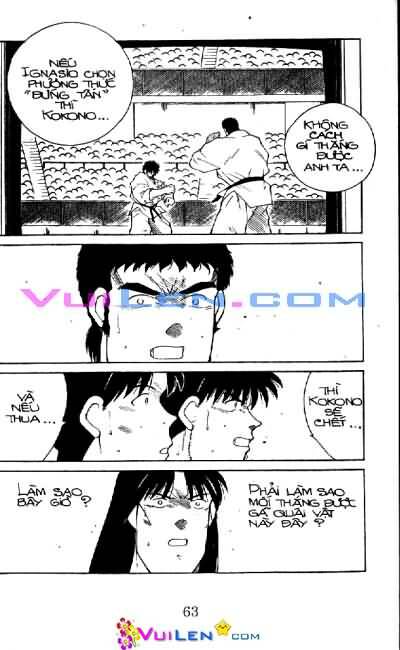 NẾU
IGNASIO CHỌN
PHƯƠNG THỨC
"ĐỨNG TẤN"
THÌ
KOKONO...
KHÔNG
CÁCH
GÌ THẮNG
ĐƯỢC
ANH TA...
VUILEN.COM
VÀ
NẾU
THUA...
THÌ
KOKONO
SẼ
CHẾT...
LÀM SAO
BÂY GIỜ?
PHẢI LÀM SAO
MỚI THẮNG ĐƯỢC
GÃ QUÁI VẬT
NÀY ĐÂY?
63
VUILEN
.COM